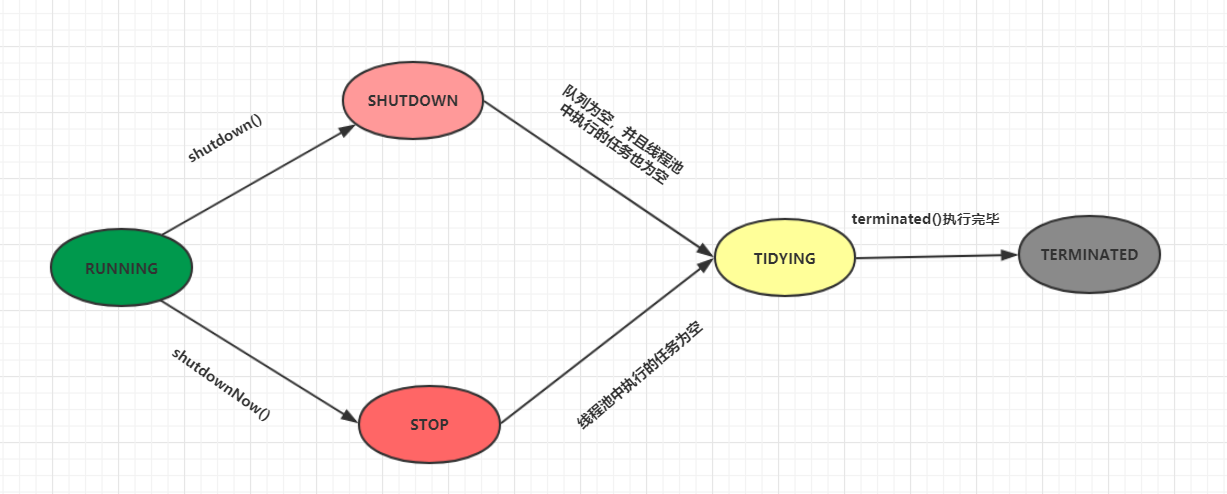 SHUTDOWN
shutdown()
队列为空，并且线程池
中执行的任务也为空
RUNNING
TIDYING
terminated()执行完毕
TERMINATED
shutdownNow()
线程池中执行的任务为空
STOP